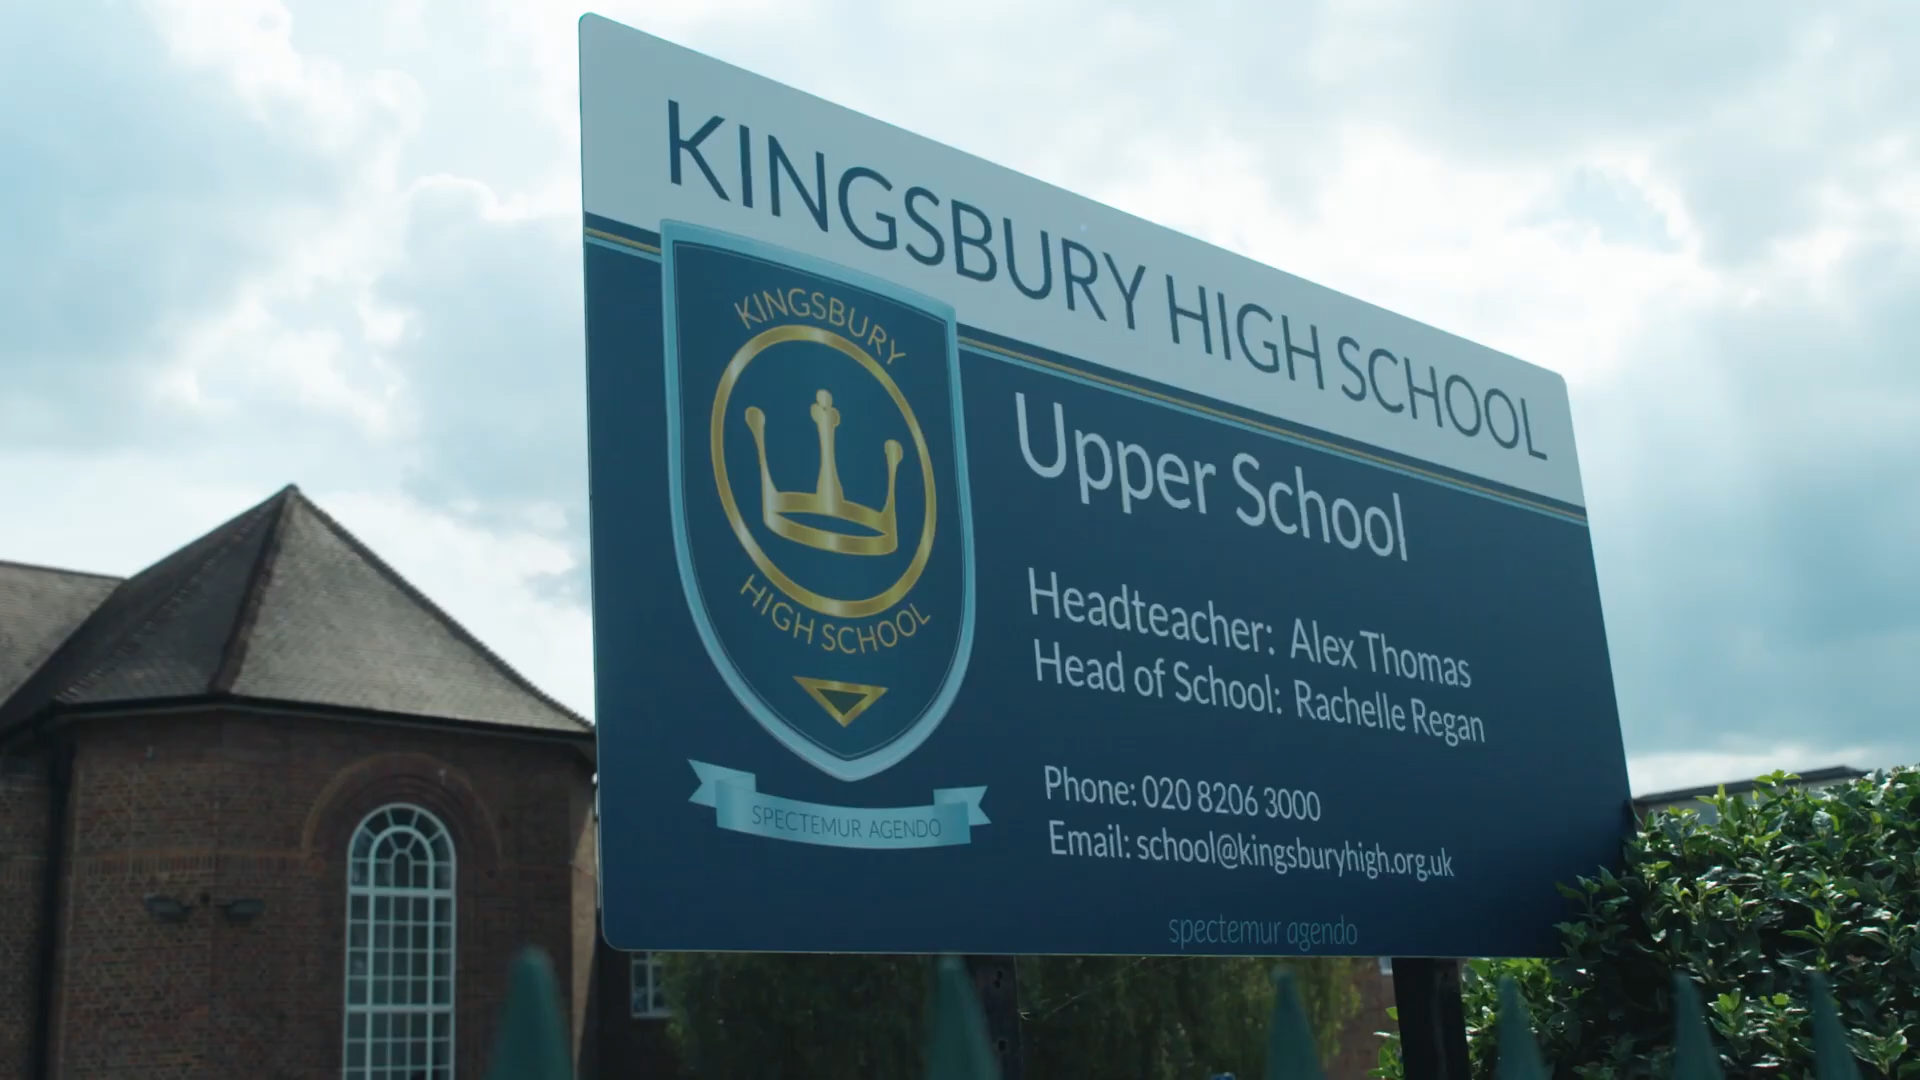 KINGSBURY HIGH SCHOOL
KINGSBURY
HIGH SCHOOL
SPECTEMUR AGENDO
Upper School
Headteacher: Alex Thomas
Head of School: Rachelle Regan
Phone: 020 8206 3000
Email: school@kingsburyhigh.org.uk
spectemur agendo